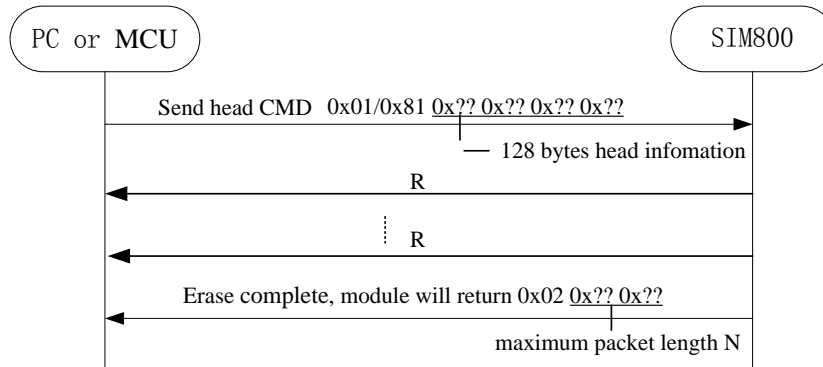 PC or MCU
SIM800
Send head CMD 0x01/0x81 0x?? 0x?? 0x?? 0x??
128 bytes head infomation
R
R
Erase complete, module will return 0x02 0x?? 0x??
maximum packet length N